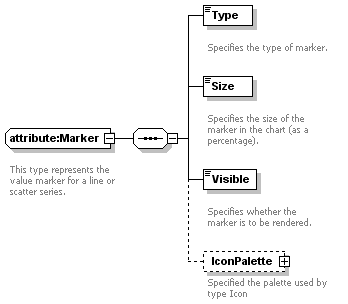 Type
Specifies the type of marker.
Size
Specifies the size of the
marker in the chart (as a
percentage).
attribute:Marker
This type represents the
value marker for a line or
scatter series.
Visible
Specifies whether the
marker is to be rendered.
IconPalette
Specified the palette used by
type Icon